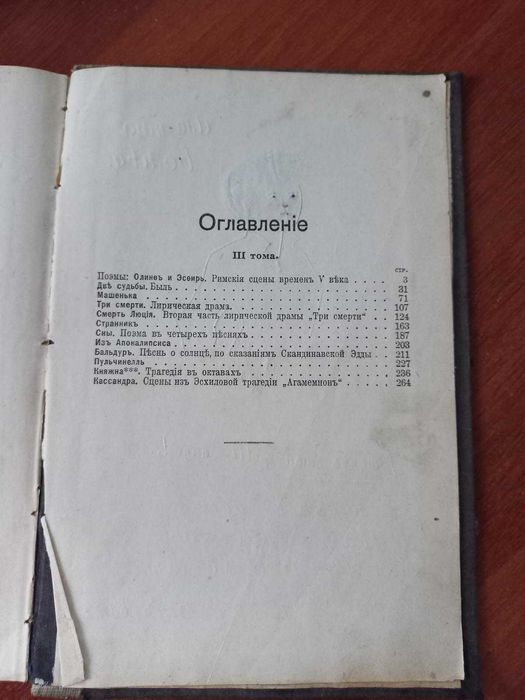 Оглавленіе
III тома.
СТР.
Поэмы: Олинѳъ и Эсѳирь. Римскія сцены временъ V вѣка . . . . . . . . 3
Двѣ судьбы. Быль . . . . . . . . . . . . . . . . . . . . 31
Машенька . . . . . . . . . . . . . . . . . . . . 71
Три смерти. Лирическая драма . . . . . . . . . . . . . . . . 107
Смерть Люція. Вторая часть лирической драмы „Три смерти“ . . . . 124
Странникъ . . . . . . . . . . . . . . . . . . . . 163
Сны. Поэма въ четырехъ пѣсняхъ . . . . . . . . . . . . . . . . 187
Изъ Апокалипсиса . . . . . . . . . . . . . . . . . . . . 203
Бальдуръ. Пѣснь о солнцѣ, по сказаніямъ Скандинавской Эдды . . . . 211
Пульчинелль . . . . . . . . . . . . . . . . . . . . 227
Княжна***. Трагедія въ октавахъ . . . . . . . . . . . . . . . . 236
Кассандра. Сцены изъ Эсхиловой трагедіи „Агамемнонъ“ . . . . . . 264